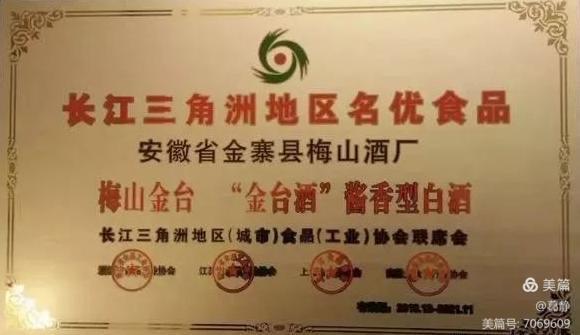 长江三角洲地区名优食品
安徽省金寨县梅山酒厂
梅山金台 “金台酒”酱香型白酒
长江三角洲地区(城市)食品(工业)协会联席会
美篇
@磊静
美篇号: 7069609